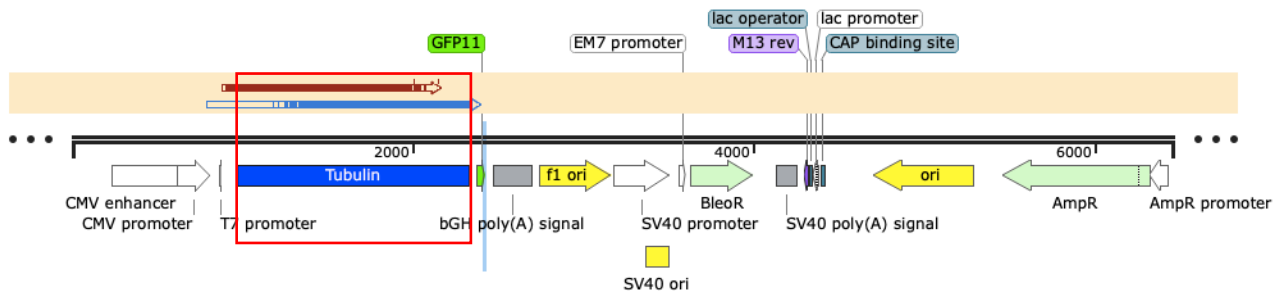 lac operator
lac promoter
GFP11
EM7 promoter
M13 rev
CAP binding site
2000
4000
6000
Tubulin
f1 ori
ori
CMV enhancer
BleoR
AmpR
AmpR promoter
CMV promoter
T7 promoter
bGH poly(A) signal
SV40 promoter
SV40 poly(A) signal
SV40 ori